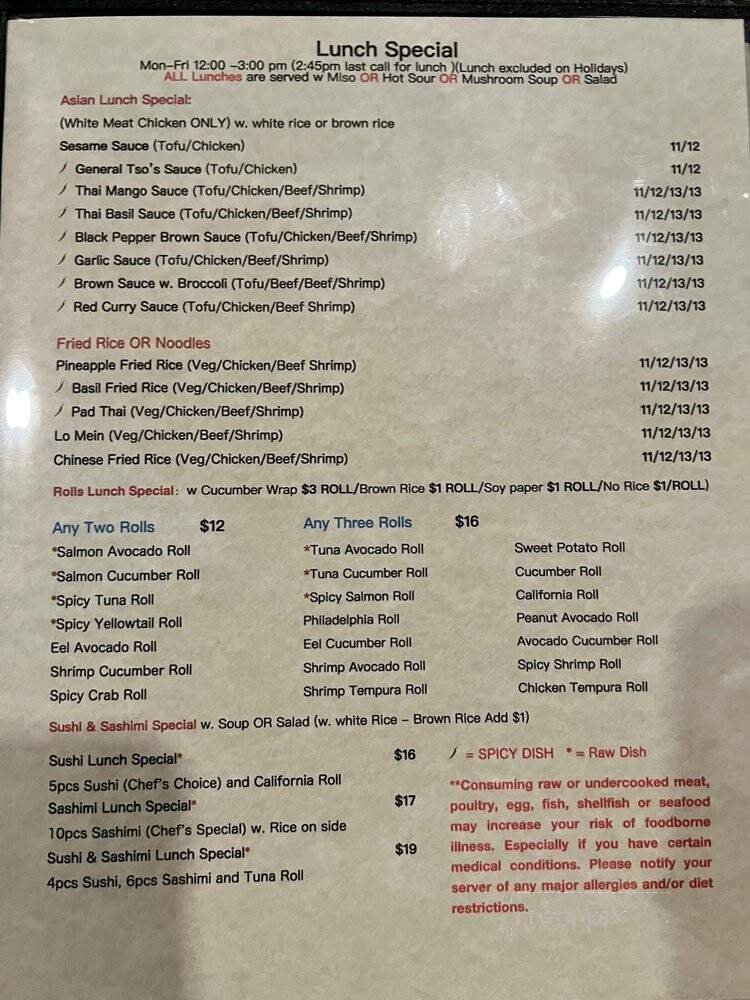 Lunch Special
Mon-Fri 12:00 -3:00 pm (2:45pm last call for lunch )(Lunch excluded on Holidays)
ALL Lunches are served w Miso OR Hot Sour OR Mushroom Soup OR Salad
Asian Lunch Special:
(White Meat Chicken ONLY) w. white rice or brown rice
Sesame Sauce (Tofu/Chicken) 11/12
General Tso's Sauce (Tofu/Chicken) 11/12
Thai Mango Sauce (Tofu/Chicken/Beef/Shrimp) 11/12/13/13
Thai Basil Sauce (Tofu/Chicken/Beef/Shrimp) 11/12/13/13
Black Pepper Brown Sauce (Tofu/Chicken/Beef/Shrimp) 11/12/13/13
Garlic Sauce (Tofu/Chicken/Beef/Shrimp) 11/12/13/13
Brown Sauce w. Broccoli (Tofu/Beef/Beef/Shrimp) 11/12/13/13
Red Curry Sauce (Tofu/Chicken/Beef Shrimp) 11/12/13/13
Fried Rice OR Noodles
Pineapple Fried Rice (Veg/Chicken/Beef Shrimp) 11/12/13/13
Basil Fried Rice (Veg/Chicken/Beef/Shrimp) 11/12/13/13
Pad Thai (Veg/Chicken/Beef/Shrimp) 11/12/13/13
Lo Mein (Veg/Chicken/Beef/Shrimp) 11/12/13/13
Chinese Fried Rice (Veg/Chicken/Beef/Shrimp) 11/12/13/13
Rolls Lunch Special: w Cucumber Wrap $3 ROLL/Brown Rice $1 ROLL/Soy paper $1 ROLL/No Rice $1/ROLL)
Any Two Rolls $12 Any Three Rolls $16
*Salmon Avocado Roll *Tuna Avocado Roll Sweet Potato Roll
*Salmon Cucumber Roll *Tuna Cucumber Roll Cucumber Roll
*Spicy Tuna Roll *Spicy Salmon Roll California Roll
*Spicy Yellowtail Roll Philadelphia Roll Peanut Avocado Roll
Eel Avocado Roll Eel Cucumber Roll Avocado Cucumber Roll
Shrimp Cucumber Roll Shrimp Avocado Roll Spicy Shrimp Roll
Spicy Crab Roll Shrimp Tempura Roll Chicken Tempura Roll
Sushi & Sashimi Special w. Soup OR Salad (w. white Rice - Brown Rice Add $1)
Sushi Lunch Special* $16
5pcs Sushi (Chef's Choice) and California Roll
Sashimi Lunch Special* $17
10pcs Sashimi (Chef's Special) w. Rice on side
Sushi & Sashimi Lunch Special* $19
4pcs Sushi, 6pcs Sashimi and Tuna Roll
= SPICY DISH * = Raw Dish
**Consuming raw or undercooked meat,
poultry, egg, fish, shellfish or seafood
may increase your risk of foodborne
illness. Especially if you have certain
medical conditions. Please notify your
server of any major allergies and/or diet
restrictions.